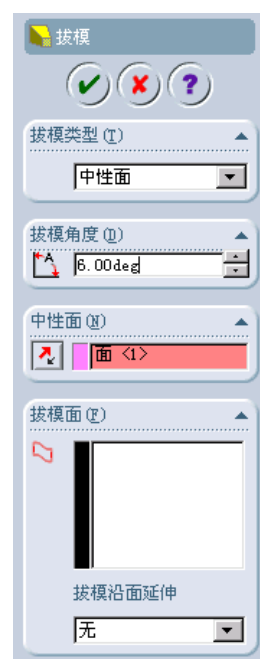 拔模
拔模类型(T)
中性面
拔模角度(D)
A
6.00deg
中性面(N)
面 <1>
拔模面(F)
拔模沿面延伸
无